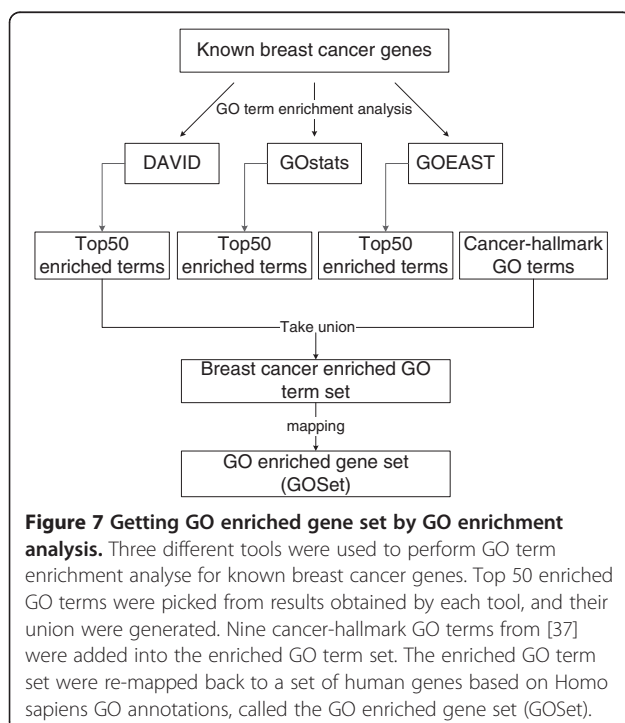 Known breast cancer genes
GO term enrichment analysis
DAVID
GOstats
GOEAST
Top50
enriched terms
Top50
enriched terms
Top50
enriched terms
Cancer-hallmark
GO terms
Take union
Breast cancer enriched GO
term set
mapping
GO enriched gene set
(GOSet)
Figure 7 Getting GO enriched gene set by GO enrichment
analysis. Three different tools were used to perform GO term
enrichment analyse for known breast cancer genes. Top 50 enriched
GO terms were picked from results obtained by each tool, and their
union were generated. Nine cancer-hallmark GO terms from [37]
were added into the enriched GO term set. The enriched GO term
set were re-mapped back to a set of human genes based on Homo
sapiens GO annotations, called the GO enriched gene set (GOSet).